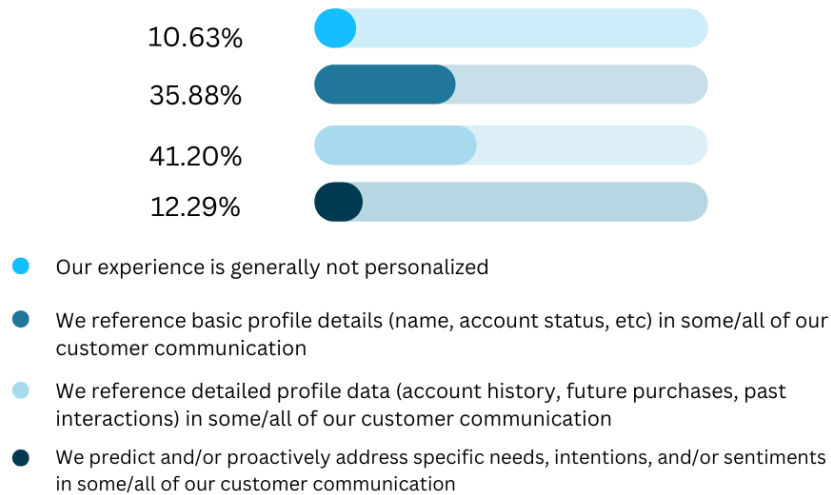 10.63%
35.88%
41.20%
12.29%
Our experience is generally not personalized
We reference basic profile details (name, account status, etc) in some/all of our
customer communication
We reference detailed profile data (account history, future purchases, past
interactions) in some/all of our customer communication
We predict and/or proactively address specific needs, intentions, and/or sentiments
in some/all of our customer communication